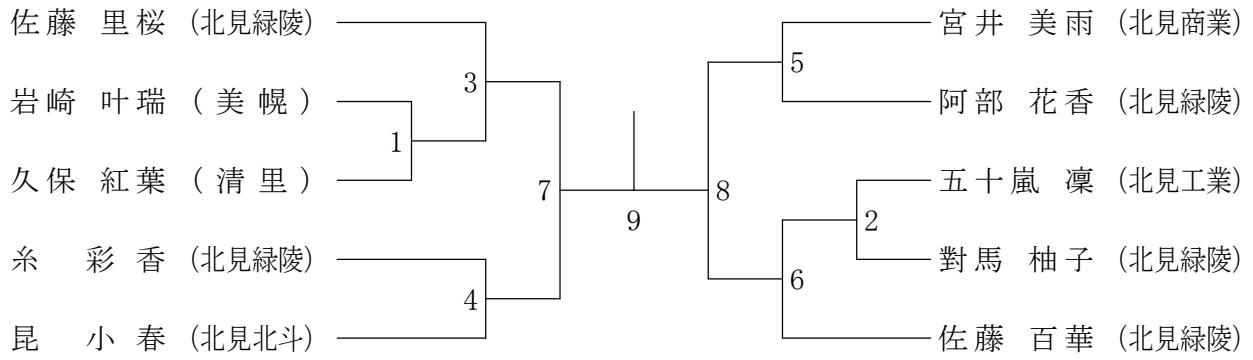 佐藤 里桜 (北見緑陵)
岩崎 叶瑞 (美幌)
久保 紅葉 (清里)
糸 彩香 (北見緑陵)
昆 小春 (北見北斗)
3
1
7
4
9
宮井 美雨 (北見商業)
阿部 花香 (北見緑陵)
五十嵐 凜 (北見工業)
對馬 柚子 (北見緑陵)
佐藤 百華 (北見緑陵)
5
8
2
6